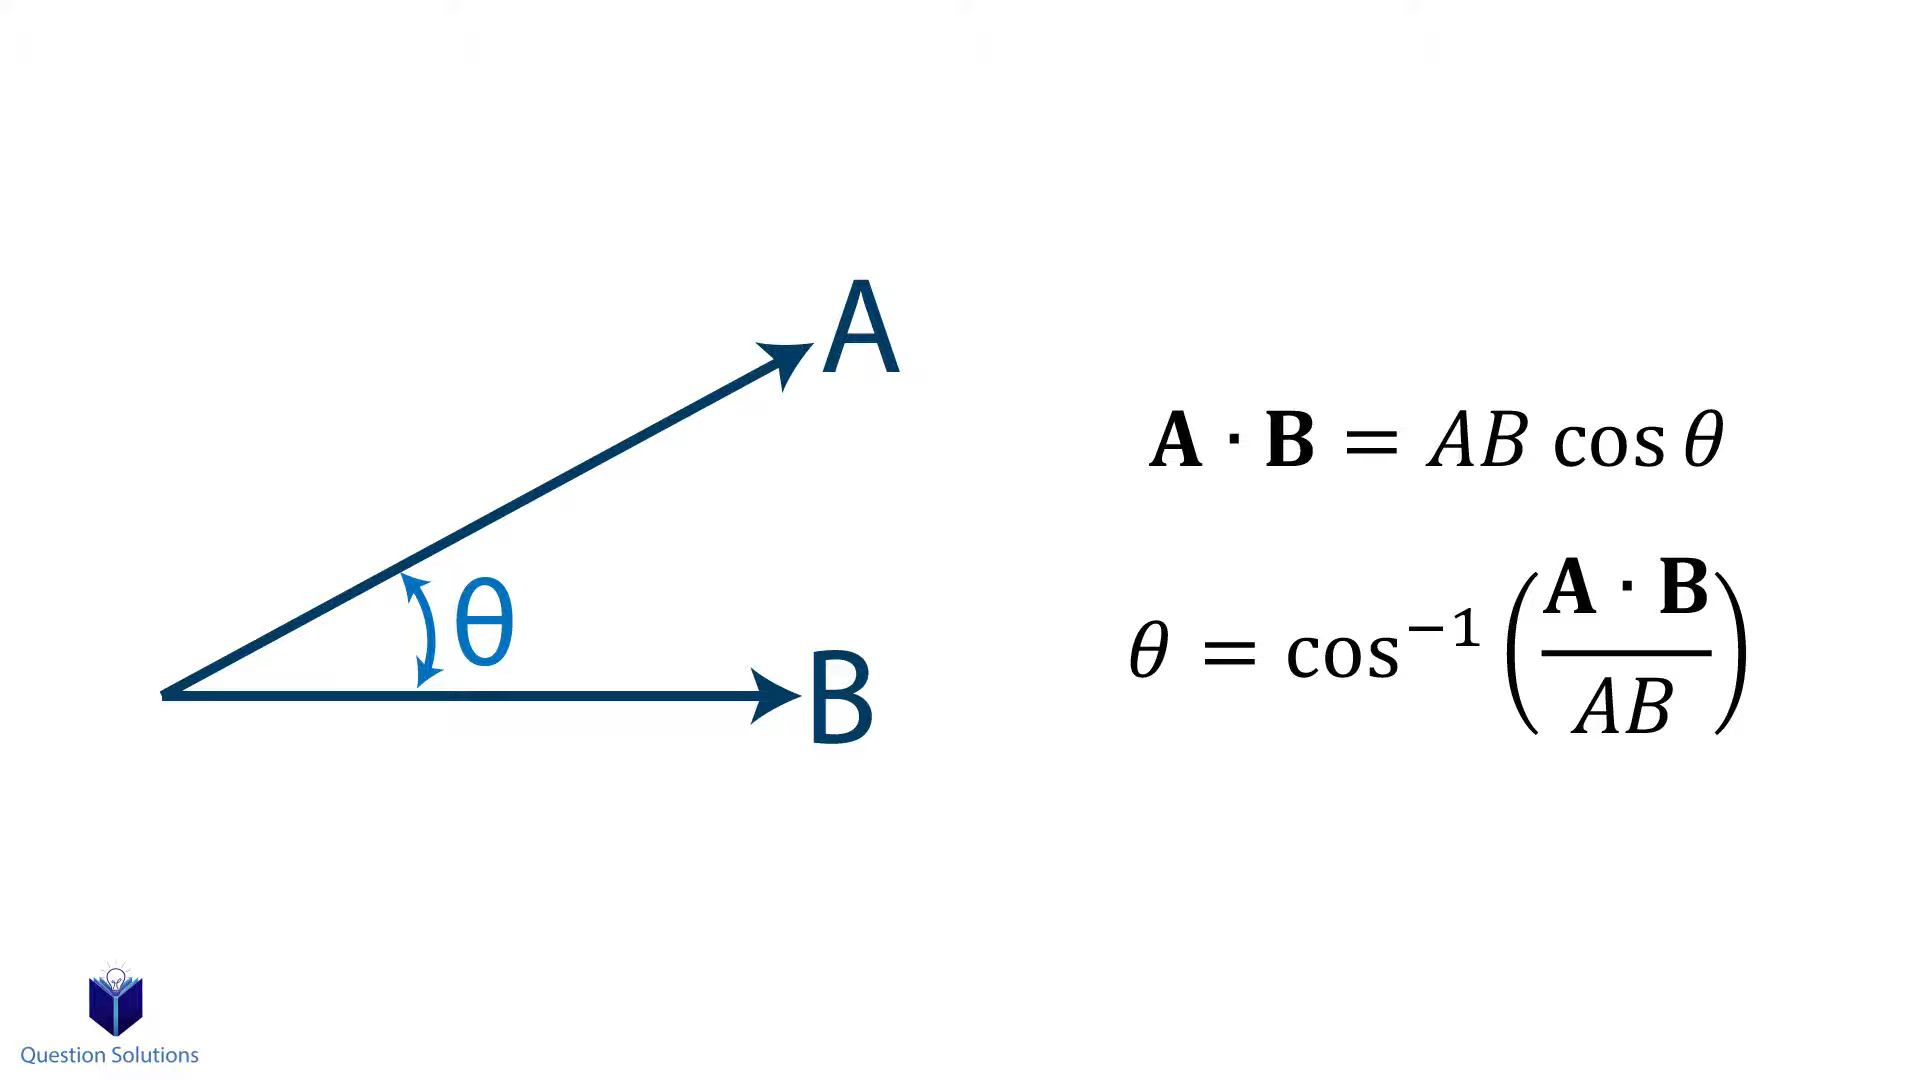 A
θ
B
𝐀 · 𝐁 = 𝐴𝐵 cos 𝜃
𝜃 = cos⁻¹ (𝐀 · 𝐁 / 𝐴𝐵)
Question Solutions